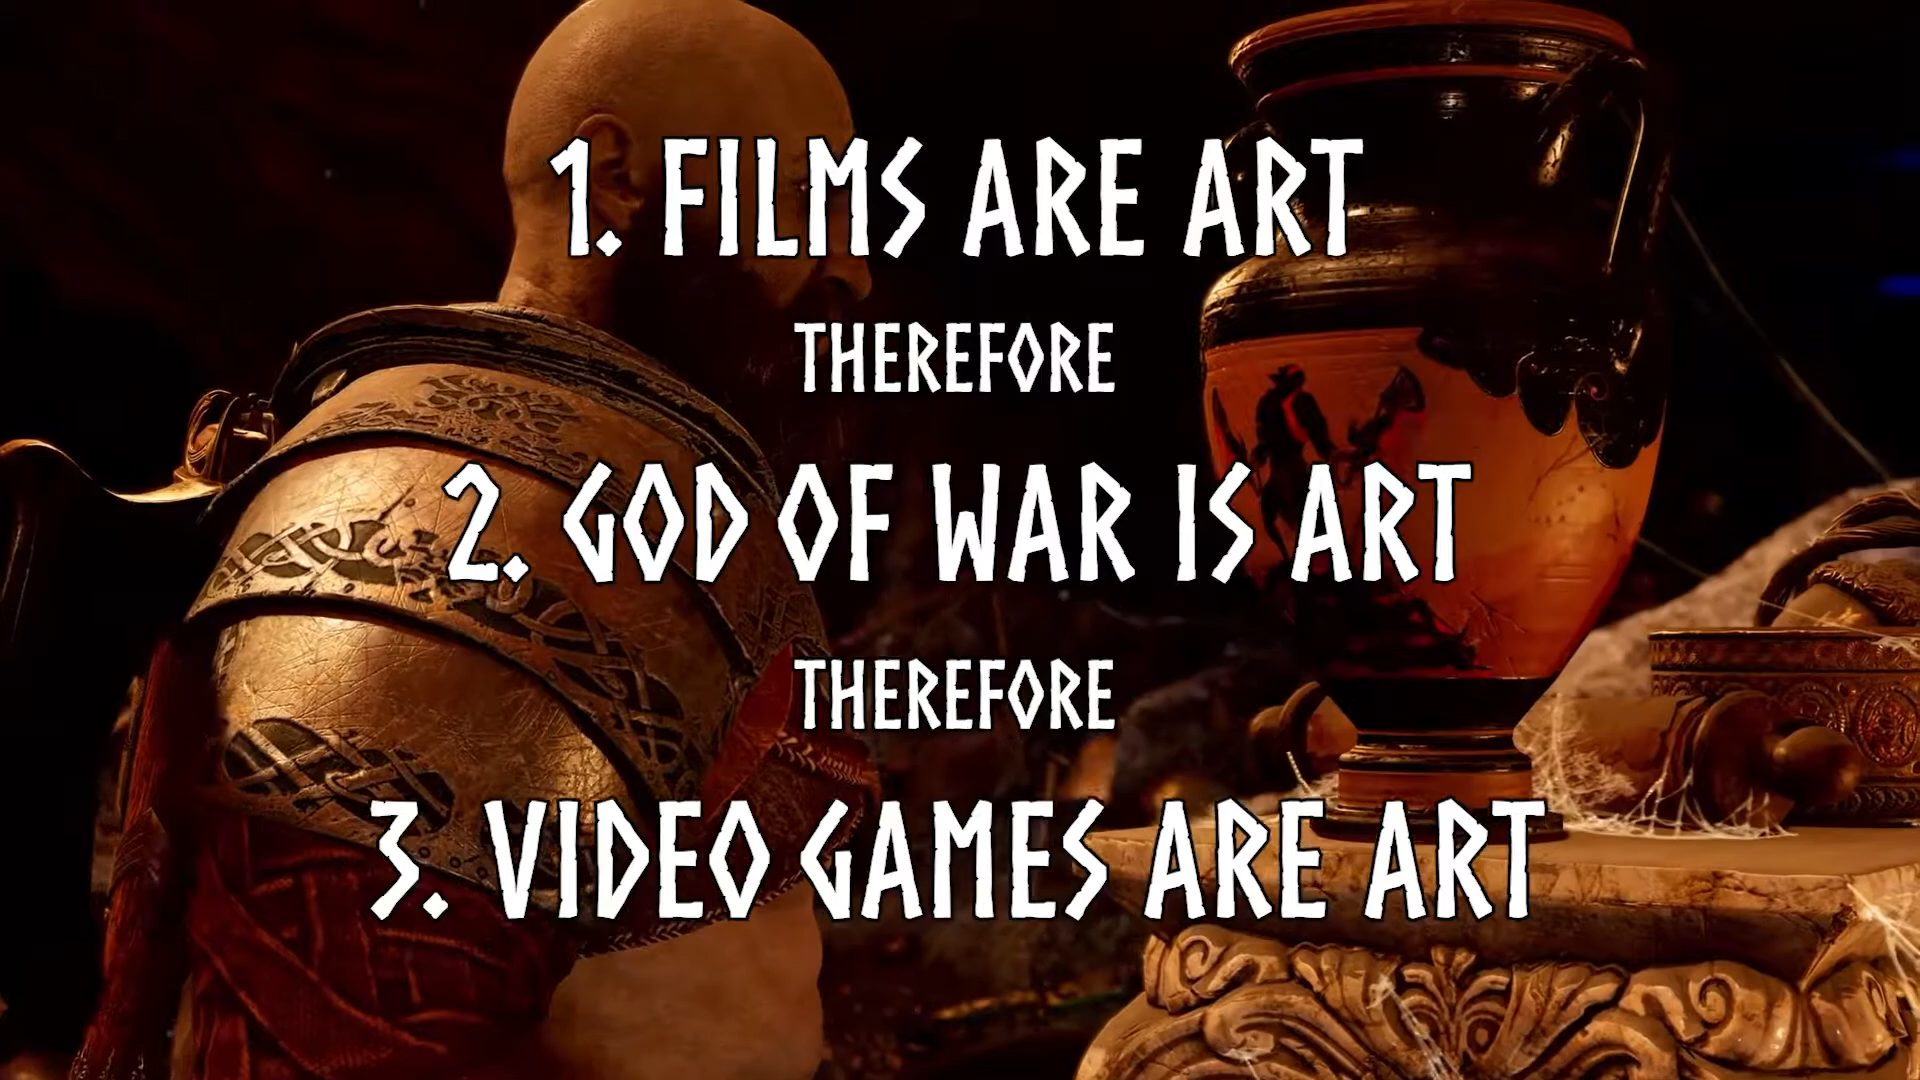 1. FILMS ARE ART
THEREFORE
2. GOD OF WAR IS ART
THEREFORE
3. VIDEO GAMES ARE ART